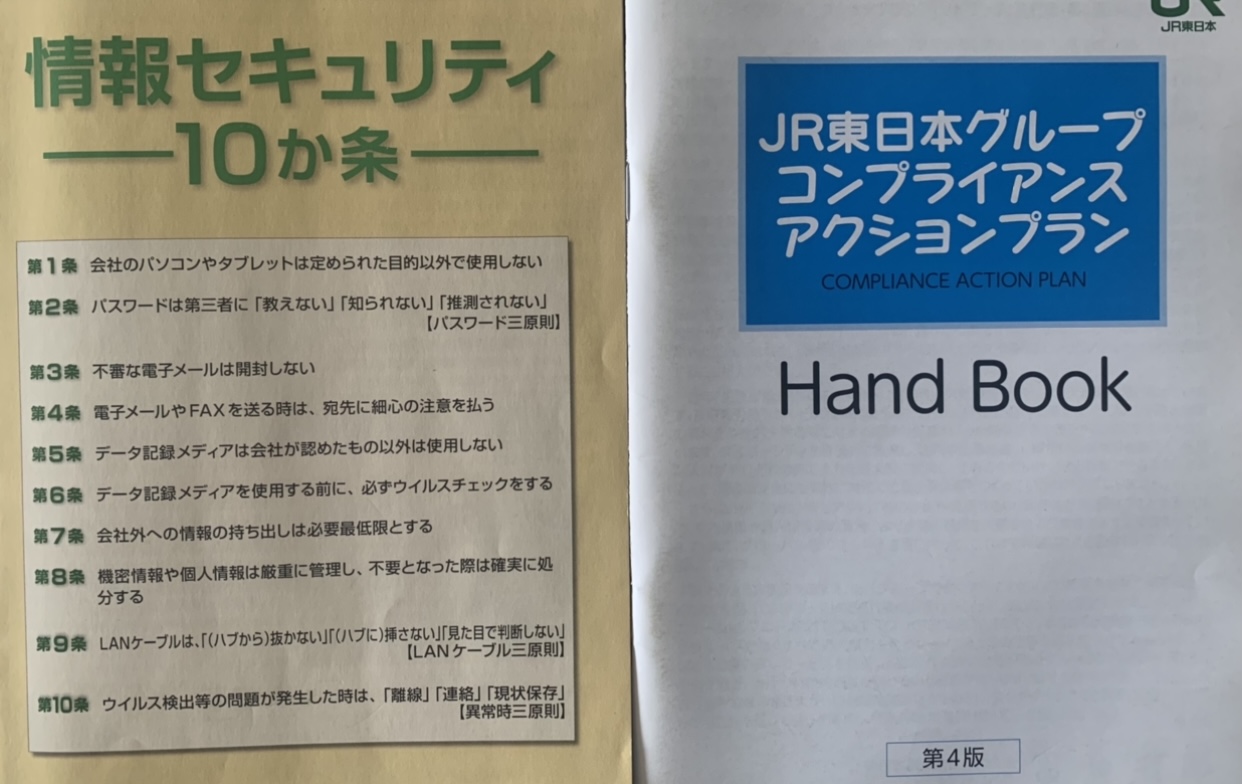 情報セキュリティ
10か条
第1条 会社のパソコンやタブレットは定められた目的以外で使用しない
第2条 パスワードは第三者に「教えない」「知られない」「推測されない」
【パスワード三原則】
第3条 不審な電子メールは開封しない
第4条 電子メールやFAXを送る時は、宛先に細心の注意を払う
第5条 データ記録メディアは会社が認めたもの以外は使用しない
第6条 データ記録メディアを使用する前に、必ずウイルスチェックをする
第7条 会社外への情報の持ち出しは必要最低限とする
第8条 機密情報や個人情報は厳重に管理し、不要となった際は確実に処
分する
第9条 LANケーブルは、「(ハブから)抜かない」「(ハブに)挿さない」「見た目で判断しない」
【LANケーブル三原則】
第10条 ウイルス検出等の問題が発生した時は、「離線」「連絡」「現状保存」
【異常時三原則】
JR
JR東日本
JR東日本グループ
コンプライアンス
アクションプラン
COMPLIANCE ACTION PLAN
Hand Book
第4版